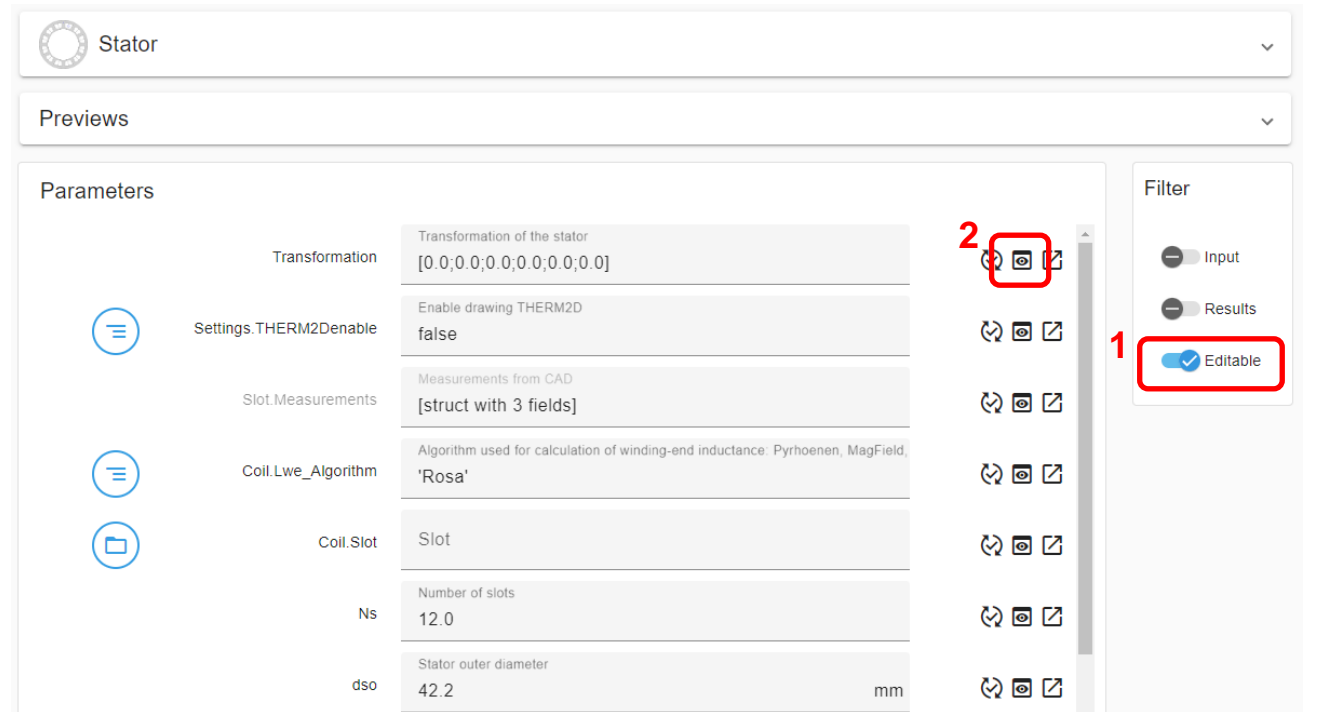 Stator
Previews
Parameters
Filter
Transformation
Transformation of the stator
[0.0;0.0;0.0;0.0;0.0;0.0]
2
Input
Settings.THERM2Denable
Enable drawing THERM2D
false
Results
1
Editable
Slot.Measurements
Measurements from CAD
[struct with 3 fields]
Coil.Lwe_Algorithm
Algorithm used for calculation of winding-end inductance: Pyrhoenen, MagField,
'Rosa'
Coil.Slot
Slot
Ns
Number of slots
12.0
dso
Stator outer diameter
42.2 mm